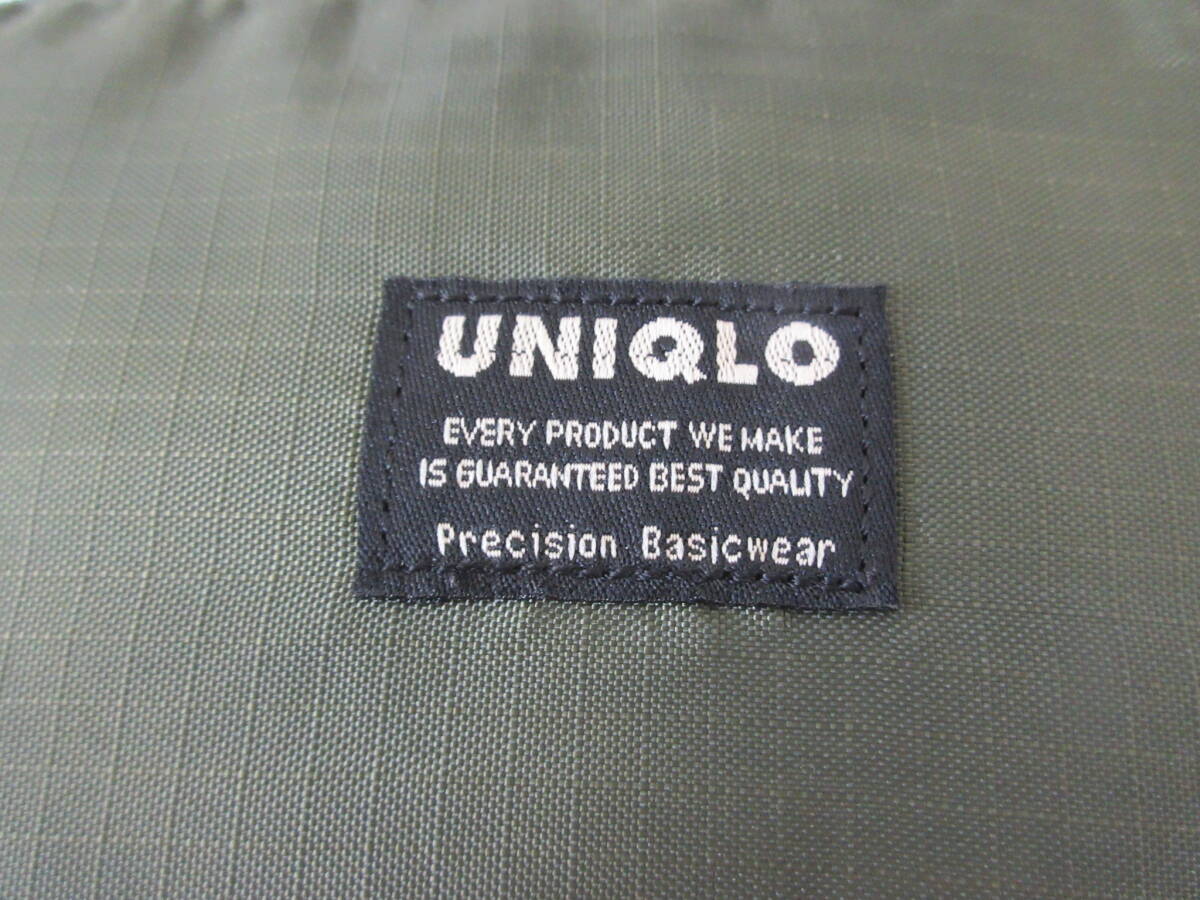 UNIQLO
EVERY PRODUCT WE MAKE
IS GUARANTEED BEST QUALITY
Precision Basicwear